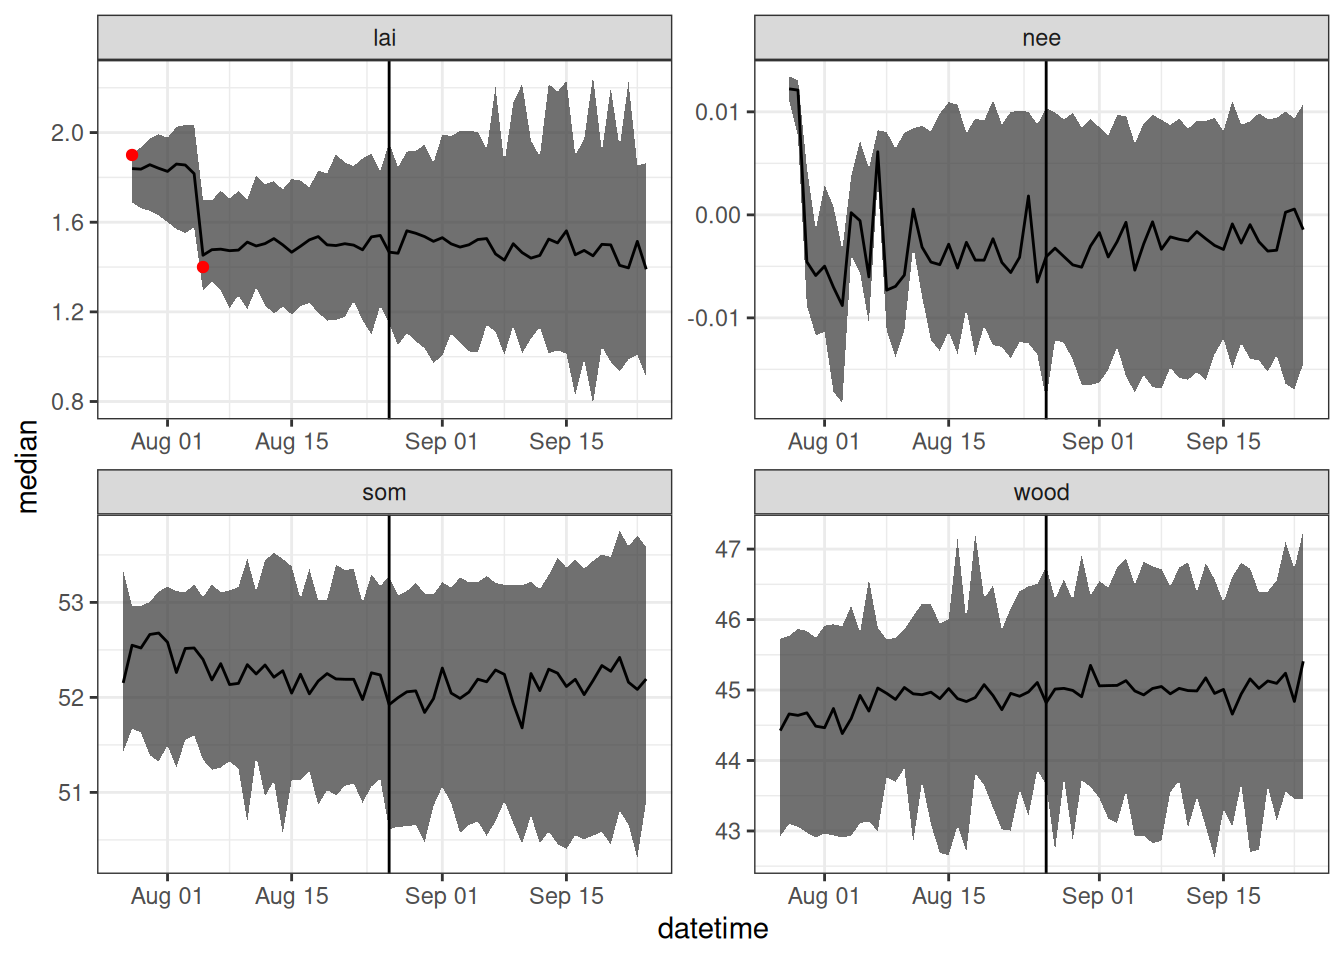 lai
nee
2.0
1.6
1.2
0.8
0.01
0.00
-0.01
Aug 01 Aug 15 Sep 01 Sep 15
Aug 01 Aug 15 Sep 01 Sep 15
median
som
wood
53
52
51
47
46
45
44
43
Aug 01 Aug 15 Sep 01 Sep 15
Aug 01 Aug 15 Sep 01 Sep 15
datetime